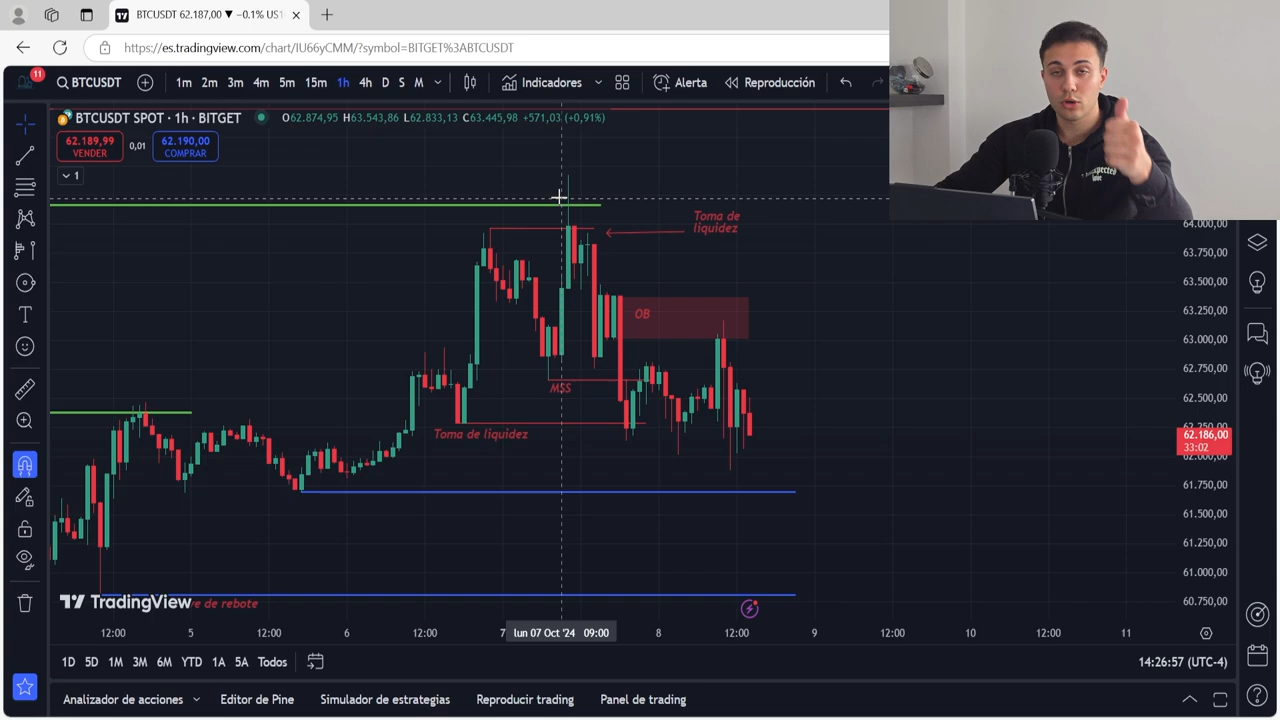 BTCUSDT 62.187,00 ▼ −0.1%
https://es.tradingview.com/chart/IU66yCMM/?symbol=BITGET%3ABTCUSDT
11
BTCUSDT
1m 2m 3m 4m 5m 15m 1h 4h D S M
Indicadores
Alerta
Reproducción
BTCUSDT SPOT · 1h · BITGET
O62.874,95 H63.543,86 L62.833,13 C63.445,98 +571,03 (+0,91%)
62.189,99
VENDER
0,01
62.190,00
COMPRAR
1
Toma de
liquidez
OB
MSS
Toma de liquidez
64.000,00
63.750,00
63.500,00
63.250,00
63.000,00
62.750,00
62.500,00
62.250,00
62.186,00
33:02
62.000,00
61.750,00
61.500,00
61.250,00
61.000,00
60.750,00
TradingView
de rebote
12:00 5 12:00 6 12:00 7 lun 07 Oct '24 09:00 8 12:00 9 12:00 10 12:00 11
1D 5D 1M 3M 6M YTD 1A 5A Todos
14:26:57 (UTC-4)
Analizador de acciones
Editor de Pine
Simulador de estrategias
Reproducir trading
Panel de trading